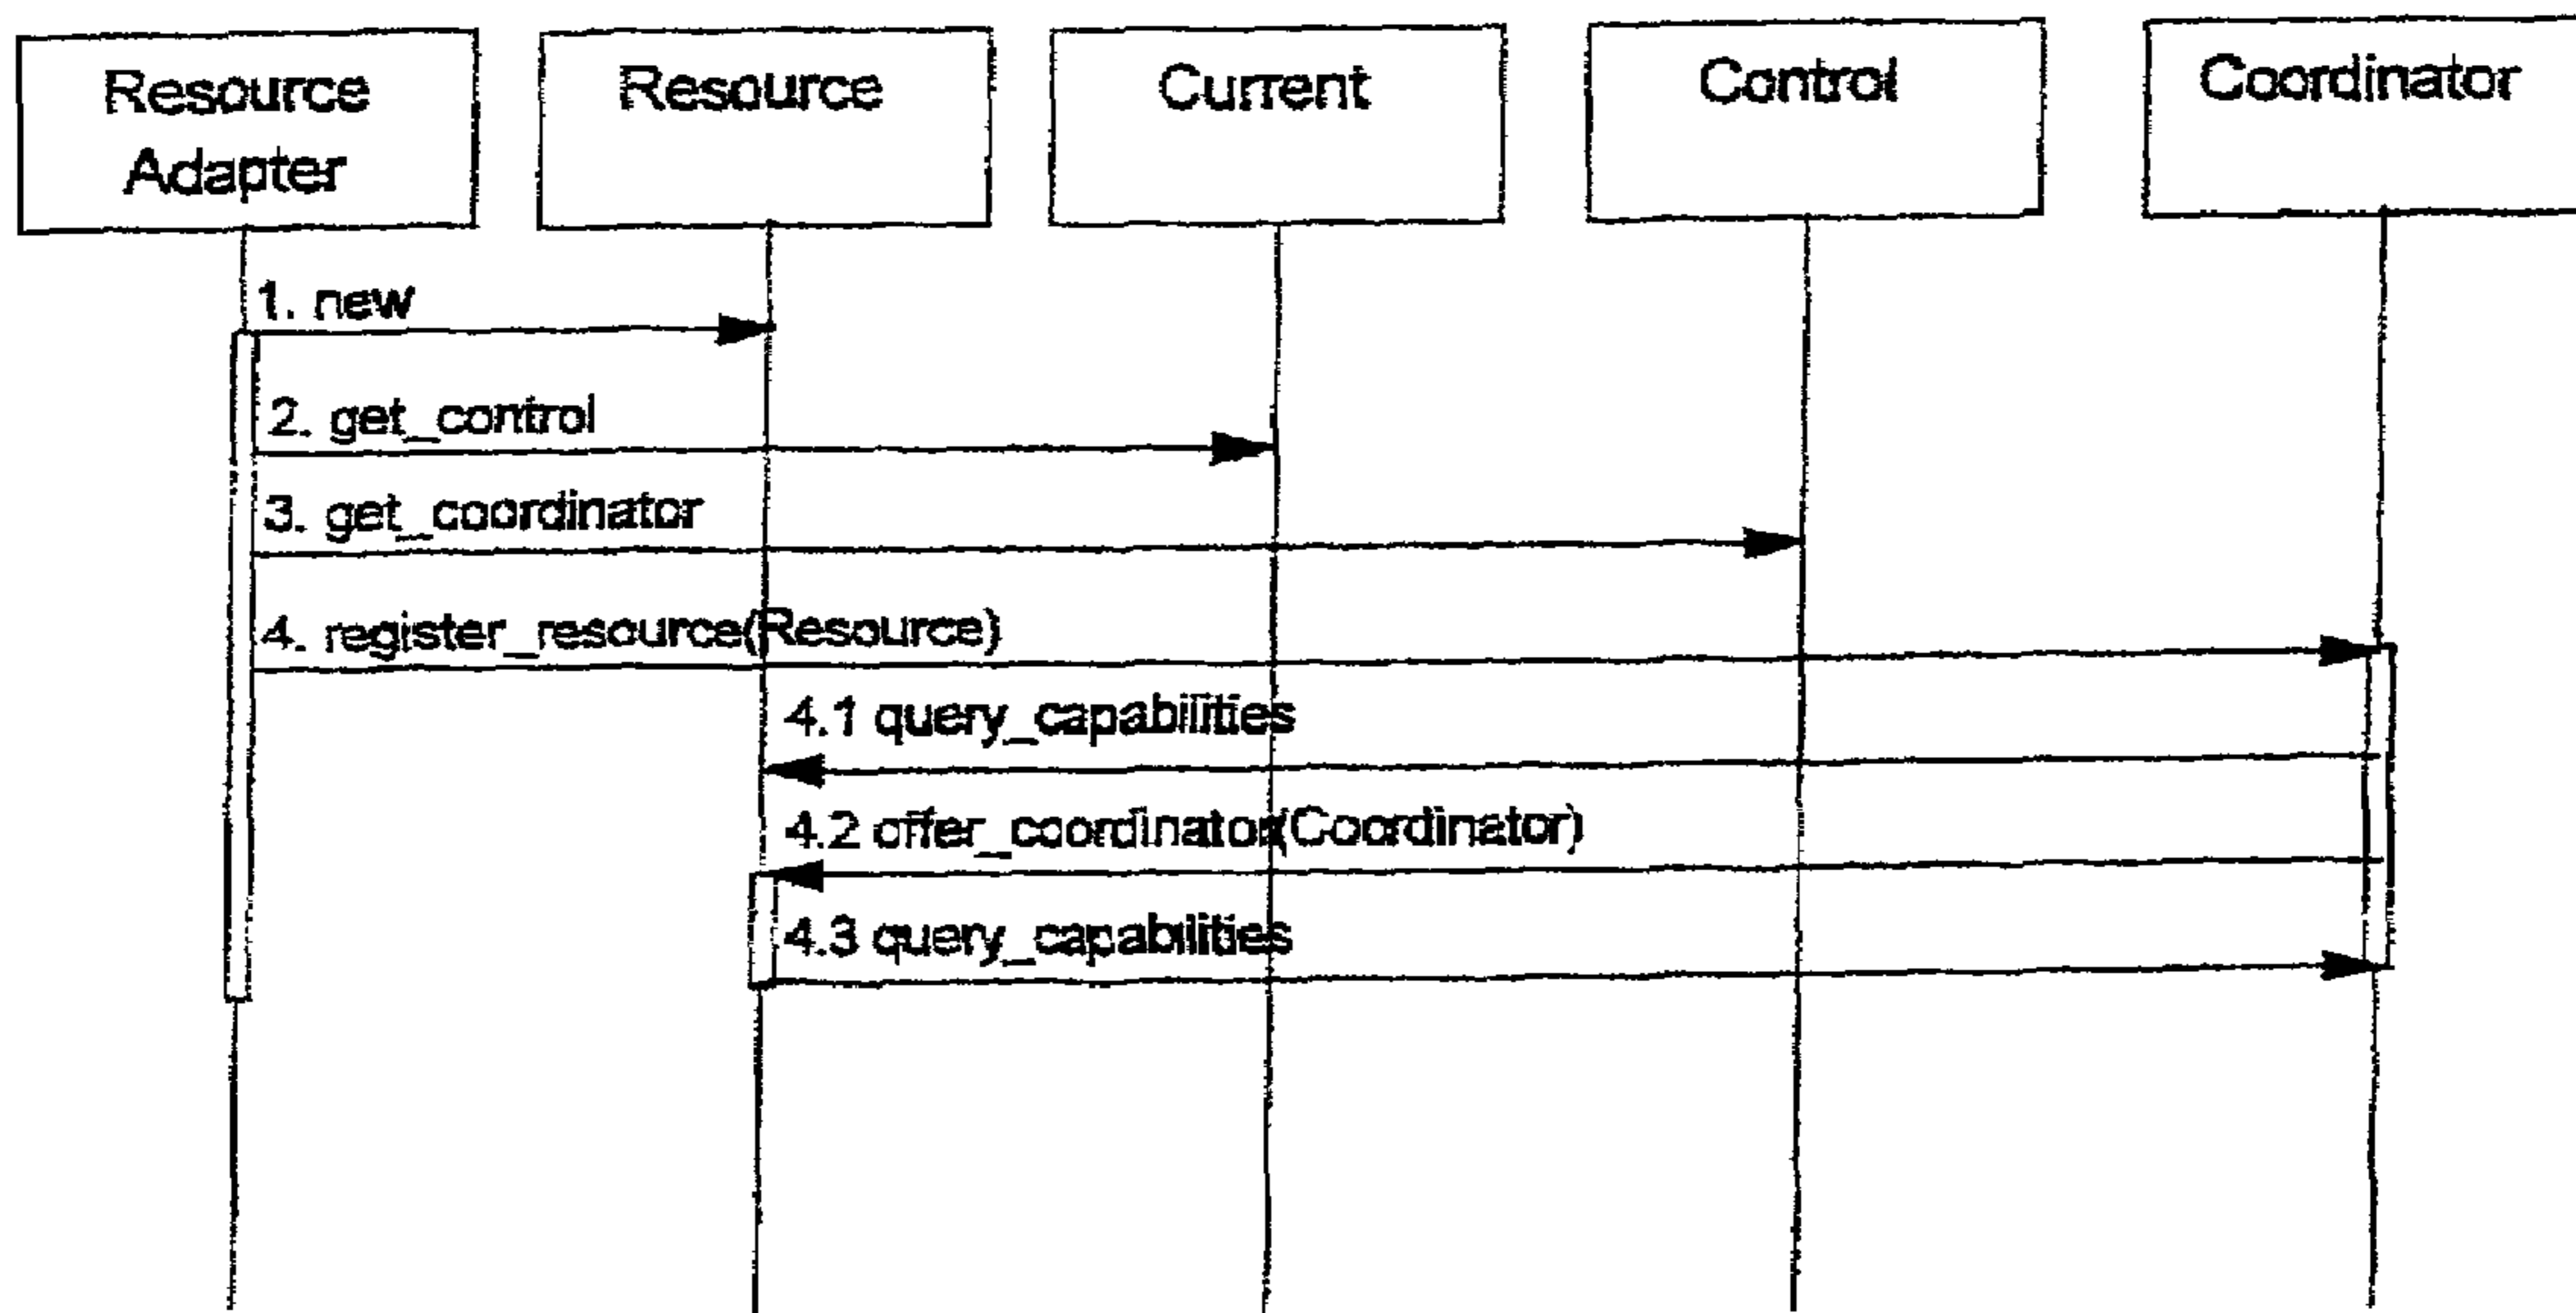 Resource
Adapter
Resource
Current
Control
Coordinator
1. new
2. get_control
3. get_coordinator
4. register_resource(Resource)
4.1 query_capabilities
4.2 offer_coordinator(Coordinator)
4.3 query_capabilities